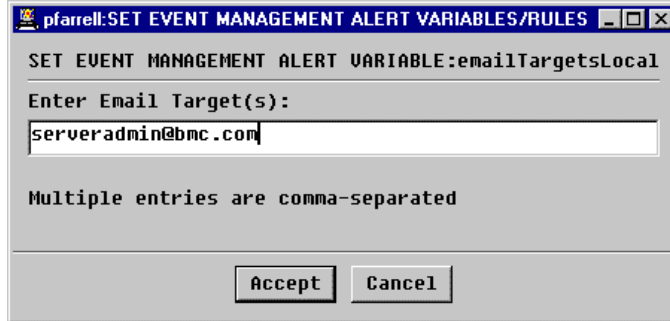 pfarrell:SET EVENT MANAGEMENT ALERT VARIABLES/RULES
SET EVENT MANAGEMENT ALERT VARIABLE:emailTargetsLocal
Enter Email Target(s):
serveradmin@bmc.com
Multiple entries are comma-separated
Accept Cancel